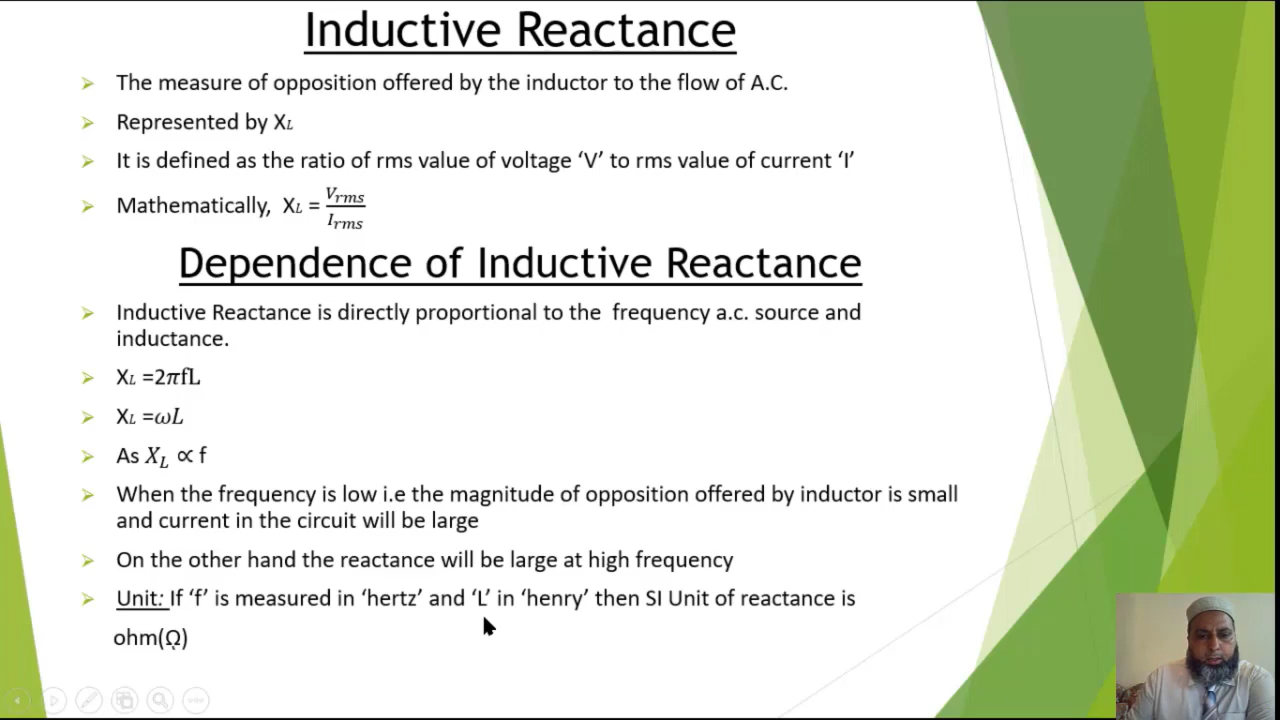 Inductive Reactance
The measure of opposition offered by the inductor to the flow of A.C.
Represented by XL
It is defined as the ratio of rms value of voltage ‘V’ to rms value of current ‘I’
Mathematically, XL = Vrms / Irms
Dependence of Inductive Reactance
Inductive Reactance is directly proportional to the frequency a.c. source and
inductance.
XL =2πfL
XL =ωL
As X_L ∝ f
When the frequency is low i.e the magnitude of opposition offered by inductor is small
and current in the circuit will be large
On the other hand the reactance will be large at high frequency
Unit: If ‘f’ is measured in ‘hertz’ and ‘L’ in ‘henry’ then SI Unit of reactance is
ohm(Ω)